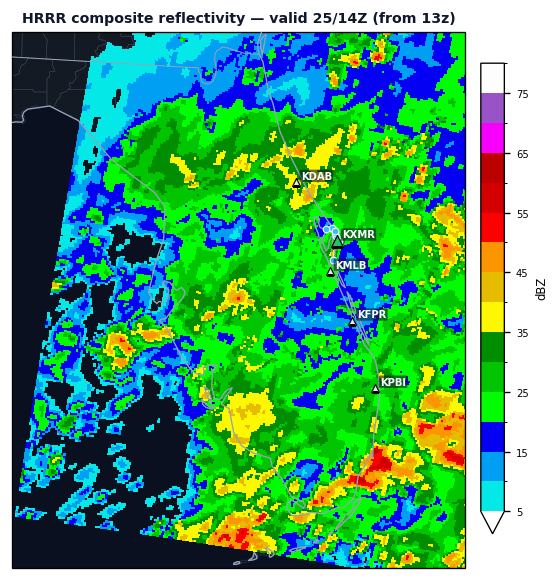 HRRR composite reflectivity — valid 25/14Z (from 13z)
KDAB
KXMR
KMLB
KFPR
KPBI
75
65
55
45
35
25
15
5
dBZ